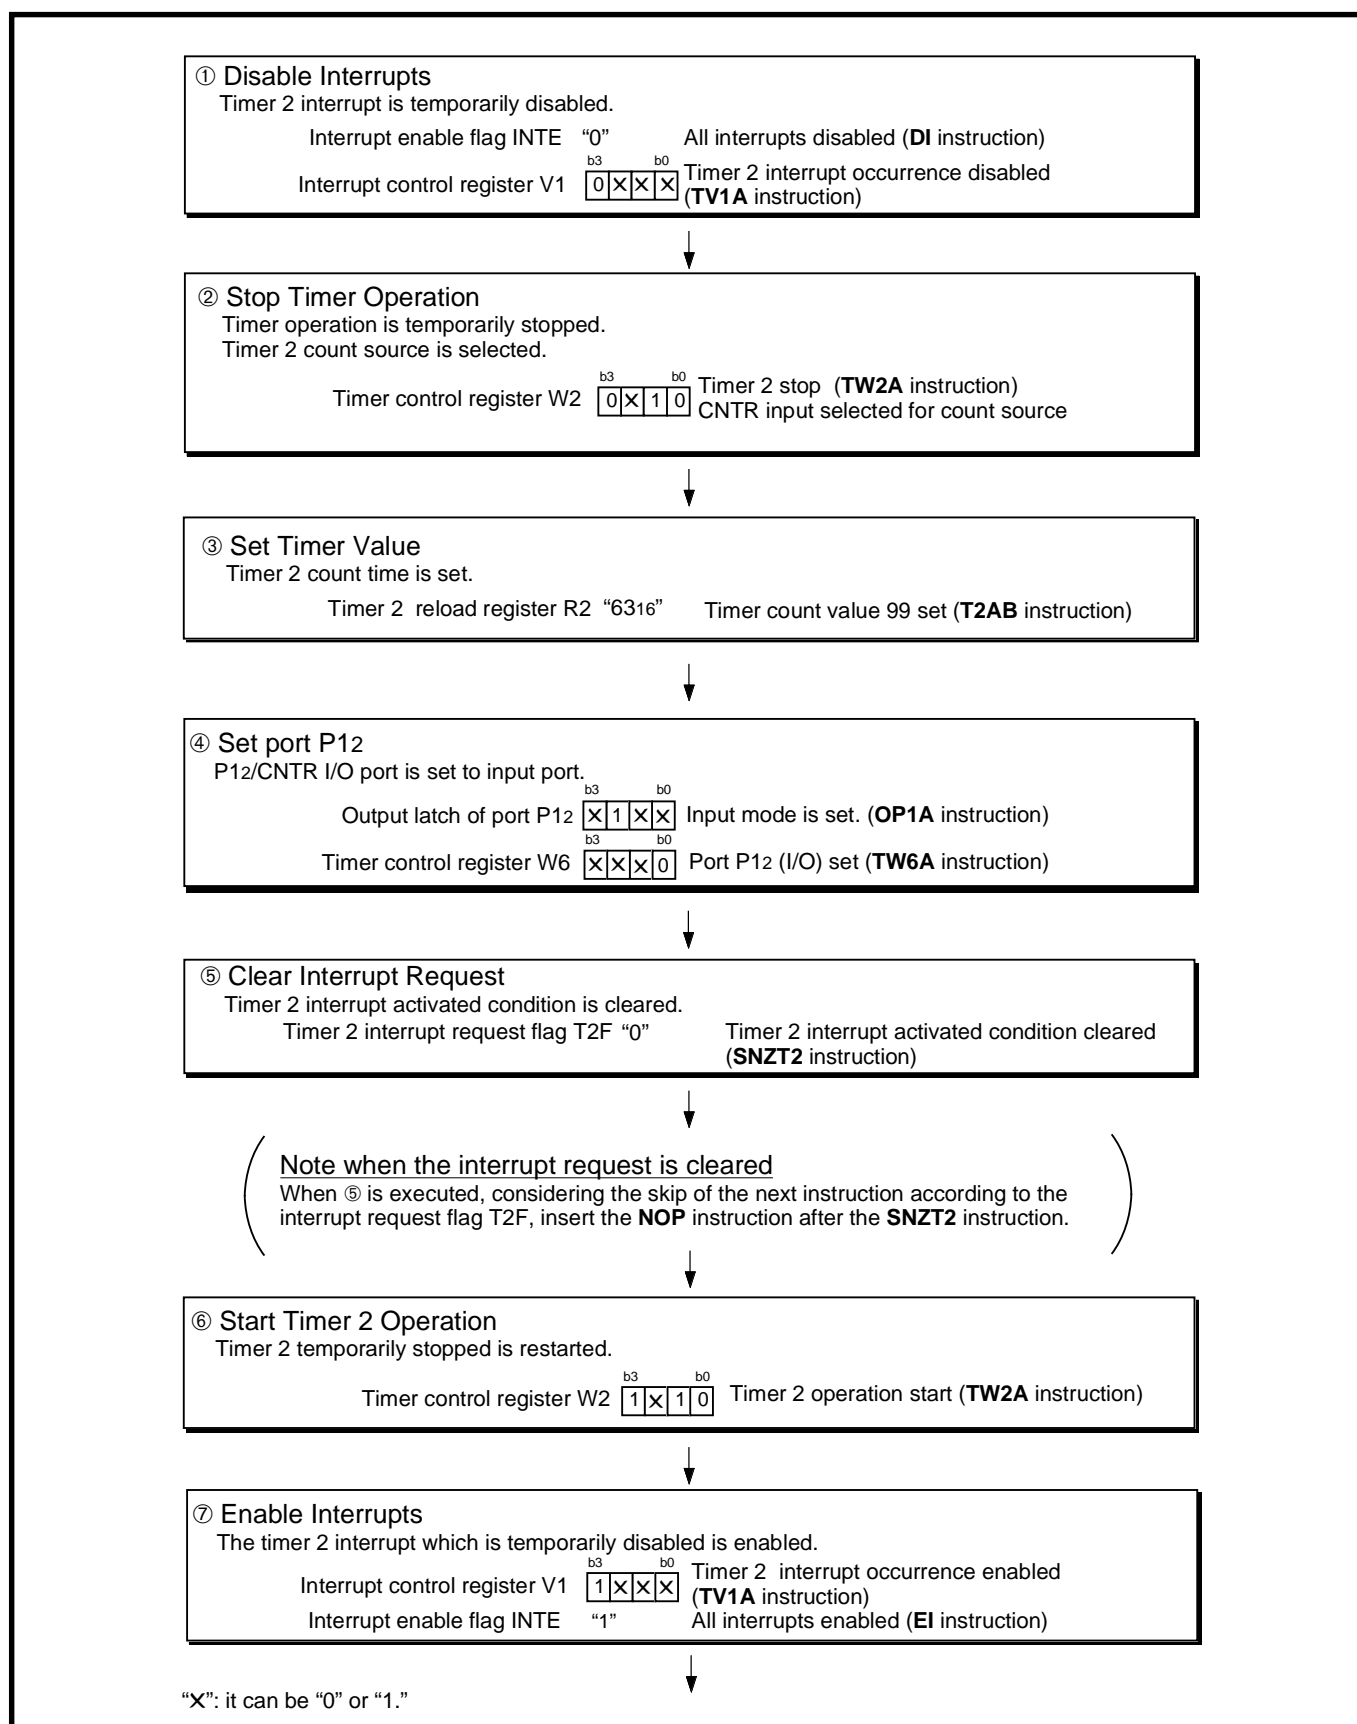 ① Disable Interrupts
Timer 2 interrupt is temporarily disabled.
Interrupt enable flag INTE “0” All interrupts disabled (DI instruction)
b3 b0
Interrupt control register V1 0 X X X Timer 2 interrupt occurrence disabled
(TV1A instruction)
② Stop Timer Operation
Timer operation is temporarily stopped.
Timer 2 count source is selected.
b3 b0
Timer control register W2 0 X 1 0 Timer 2 stop (TW2A instruction)
CNTR input selected for count source
③ Set Timer Value
Timer 2 count time is set.
Timer 2 reload register R2 “6316” Timer count value 99 set (T2AB instruction)
④ Set port P12
P12/CNTR I/O port is set to input port.
b3 b0
Output latch of port P12 X 1 X X Input mode is set. (OP1A instruction)
b3 b0
Timer control register W6 X X X 0 Port P12 (I/O) set (TW6A instruction)
⑤ Clear Interrupt Request
Timer 2 interrupt activated condition is cleared.
Timer 2 interrupt request flag T2F “0” Timer 2 interrupt activated condition cleared
(SNZT2 instruction)
Note when the interrupt request is cleared
When ⑤ is executed, considering the skip of the next instruction according to the
interrupt request flag T2F, insert the NOP instruction after the SNZT2 instruction.
⑥ Start Timer 2 Operation
Timer 2 temporarily stopped is restarted.
b3 b0
Timer control register W2 1 X 1 0 Timer 2 operation start (TW2A instruction)
⑦ Enable Interrupts
The timer 2 interrupt which is temporarily disabled is enabled.
b3 b0
Interrupt control register V1 1 X X X Timer 2 interrupt occurrence enabled
(TV1A instruction)
Interrupt enable flag INTE “1” All interrupts enabled (EI instruction)
“X”: it can be “0” or “1.”